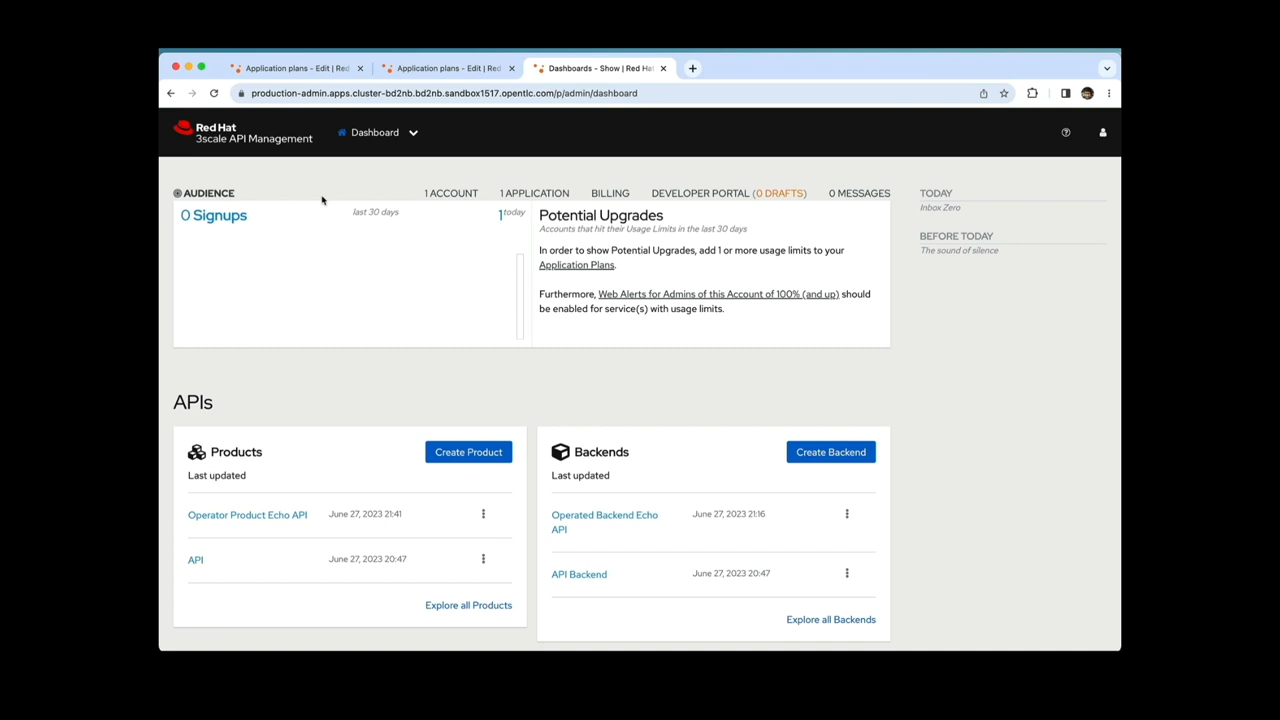 Application plans - Edit | Red
Application plans - Edit | Red
Dashboards - Show | Red Ha
production-admin.apps.cluster-bd2nb.bd2nb.sandbox1517.opentlc.com/p/admin/dashboard
Red Hat
3scale API Management
Dashboard
AUDIENCE
1 ACCOUNT
1 APPLICATION
BILLING
DEVELOPER PORTAL (0 DRAFTS)
0 MESSAGES
0 Signups
last 30 days
1 today
Potential Upgrades
Accounts that hit their Usage Limits in the last 30 days
In order to show Potential Upgrades, add 1 or more usage limits to your
Application Plans.
Furthermore, Web Alerts for Admins of this Account of 100% (and up) should
be enabled for service(s) with usage limits.
TODAY
Inbox Zero
BEFORE TODAY
The sound of silence
APIs
Products
Create Product
Last updated
Operator Product Echo API
June 27, 2023 21:41
API
June 27, 2023 20:47
Explore all Products
Backends
Create Backend
Last updated
Operated Backend Echo
API
June 27, 2023 21:16
API Backend
June 27, 2023 20:47
Explore all Backends